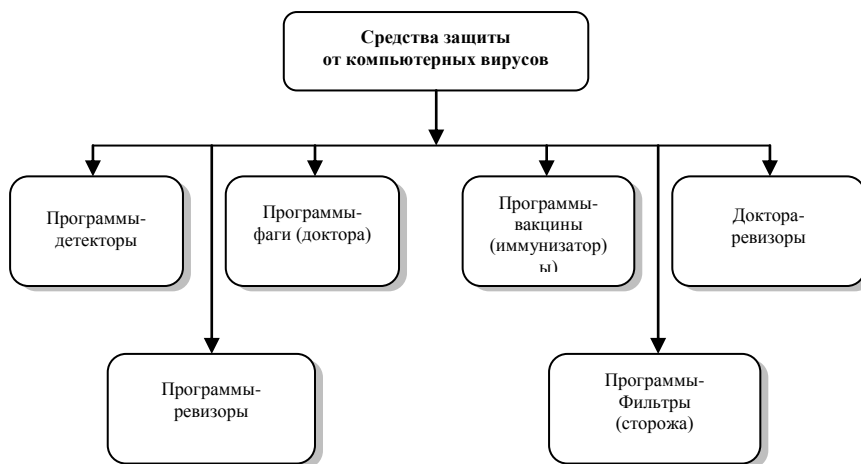 Средства защиты
от компьютерных вирусов
Программы-
детекторы
Программы-
фаги (доктора)
Программы-
вакцины
(иммунизатор
ы)
Доктора-
ревизоры
Программы-
ревизоры
Программы-
Фильтры
(сторожа)